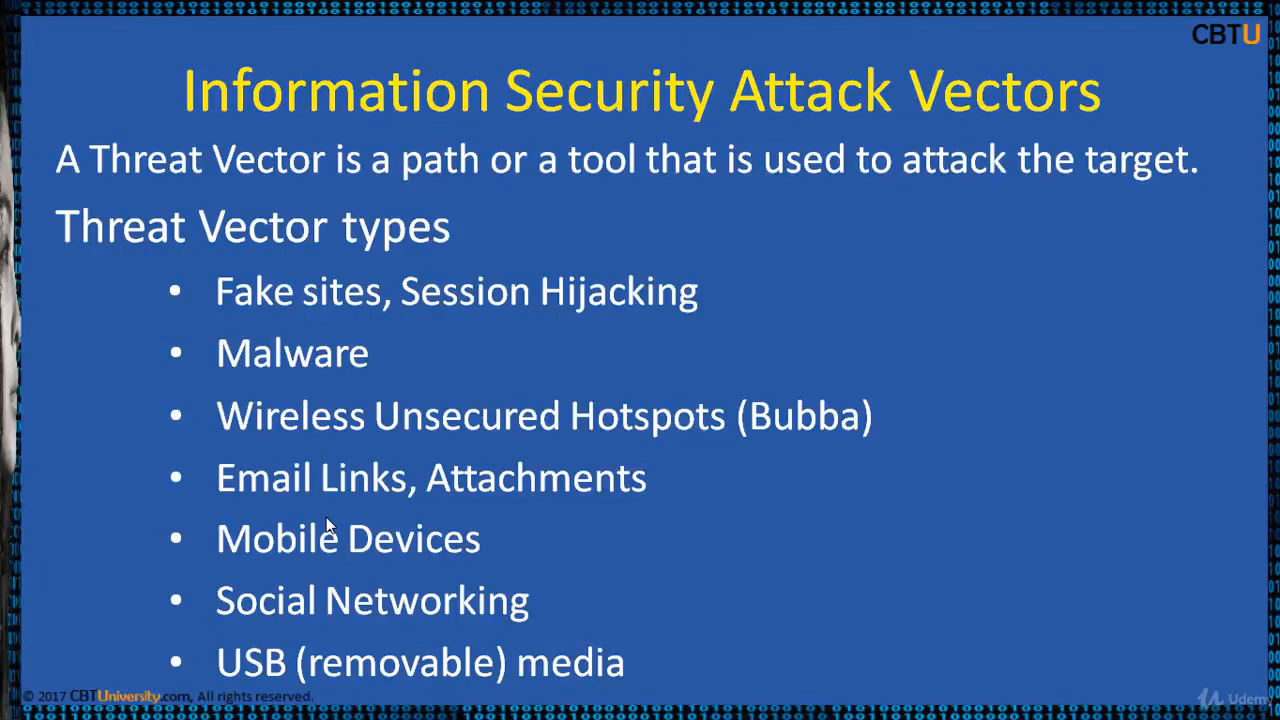 CBTU
Information Security Attack Vectors
A Threat Vector is a path or a tool that is used to attack the target.
Threat Vector types
• Fake sites, Session Hijacking
• Malware
• Wireless Unsecured Hotspots (Bubba)
• Email Links, Attachments
• Mobile Devices
• Social Networking
• USB (removable) media
© 2017 CBTUniversity.com, All rights reserved.
Udemy